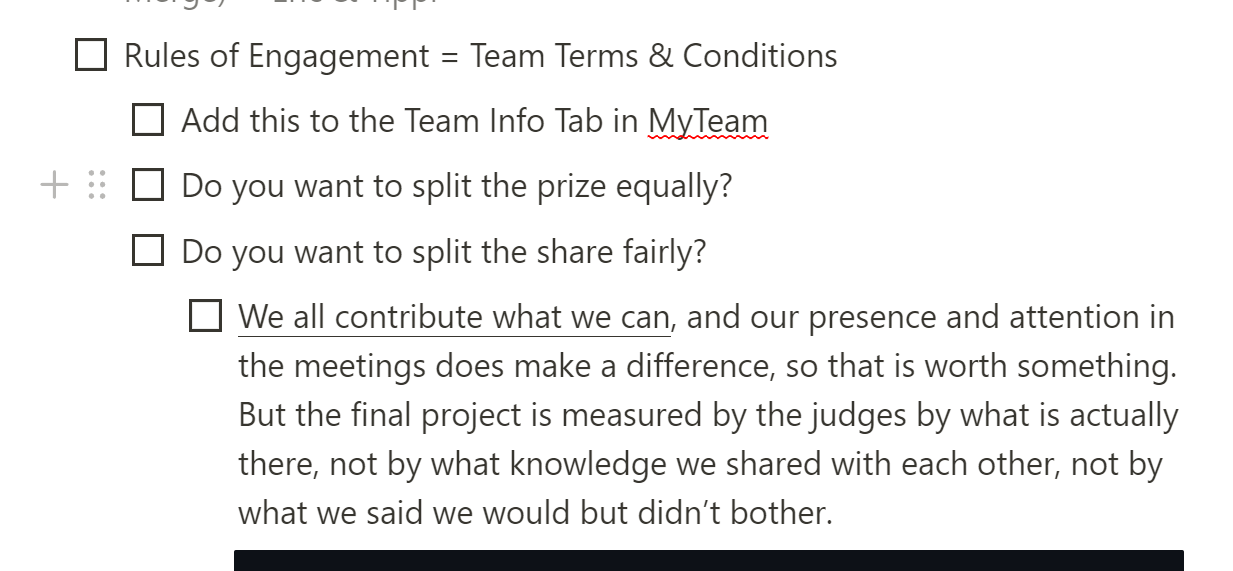 Rules of Engagement = Team Terms & Conditions
Add this to the Team Info Tab in MyTeam
Do you want to split the prize equally?
Do you want to split the share fairly?
We all contribute what we can, and our presence and attention in
the meetings does make a difference, so that is worth something.
But the final project is measured by the judges by what is actually
there, not by what knowledge we shared with each other, not by
what we said we would but didn’t bother.